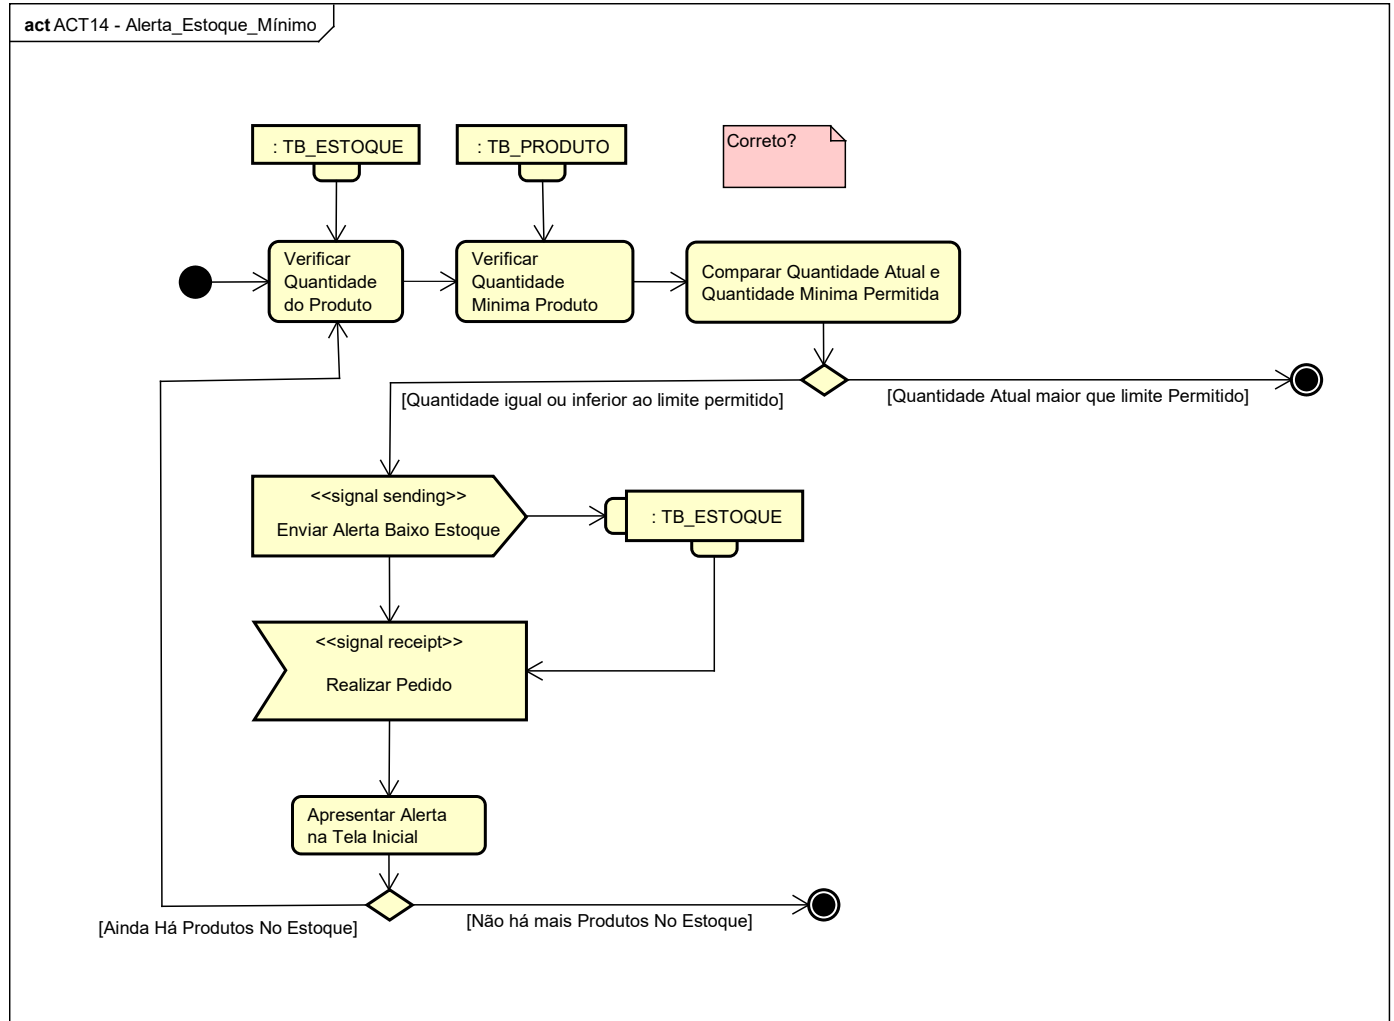 act ACT14 - Alerta_Estoque_Mínimo
: TB_ESTOQUE
: TB_PRODUTO
Correto?
Verificar
Quantidade
do Produto
Verificar
Quantidade
Minima Produto
Comparar Quantidade Atual e
Quantidade Minima Permitida
[Quantidade igual ou inferior ao limite permitido]
[Quantidade Atual maior que limite Permitido]
<<signal sending>>
Enviar Alerta Baixo Estoque
: TB_ESTOQUE
<<signal receipt>>
Realizar Pedido
Apresentar Alerta
na Tela Inicial
[Ainda Há Produtos No Estoque]
[Não há mais Produtos No Estoque]